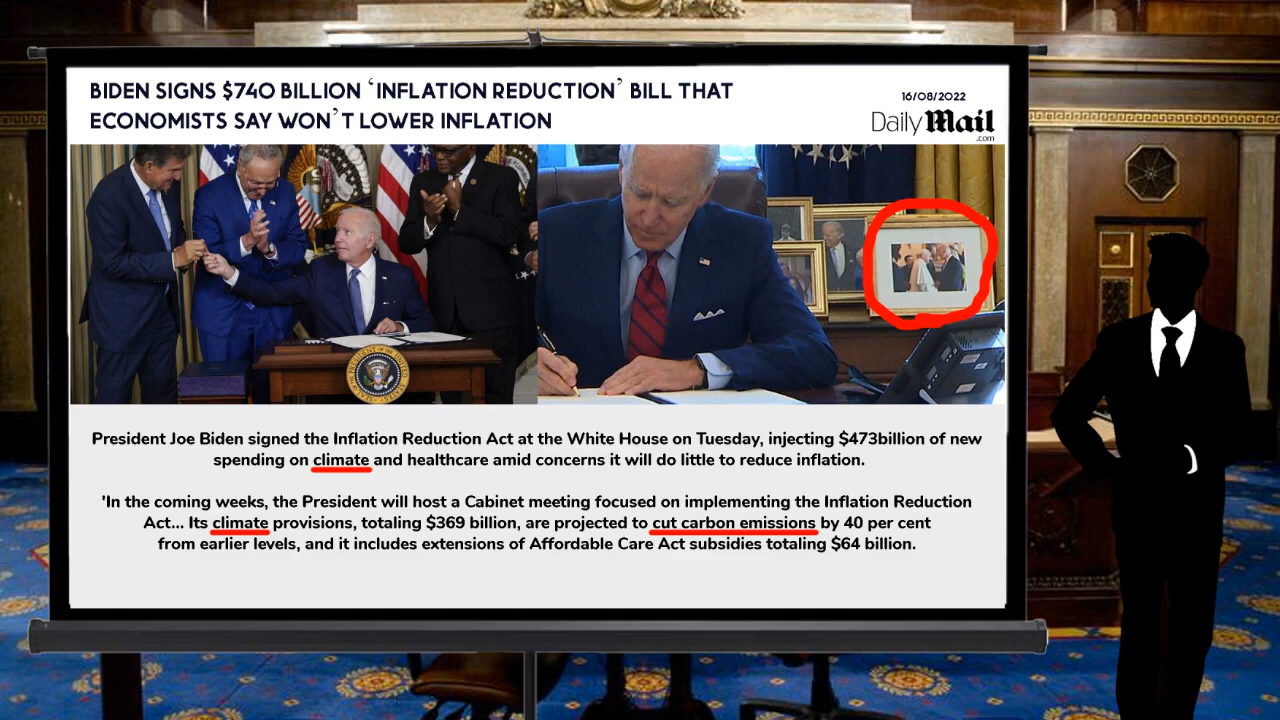 BIDEN SIGNS $740 BILLION ‘INFLATION REDUCTION’ BILL THAT
ECONOMISTS SAY WON’T LOWER INFLATION
16/08/2022
Daily Mail
.com
President Joe Biden signed the Inflation Reduction Act at the White House on Tuesday, injecting $473billion of new
spending on climate and healthcare amid concerns it will do little to reduce inflation.
'In the coming weeks, the President will host a Cabinet meeting focused on implementing the Inflation Reduction
Act... Its climate provisions, totaling $369 billion, are projected to cut carbon emissions by 40 per cent
from earlier levels, and it includes extensions of Affordable Care Act subsidies totaling $64 billion.